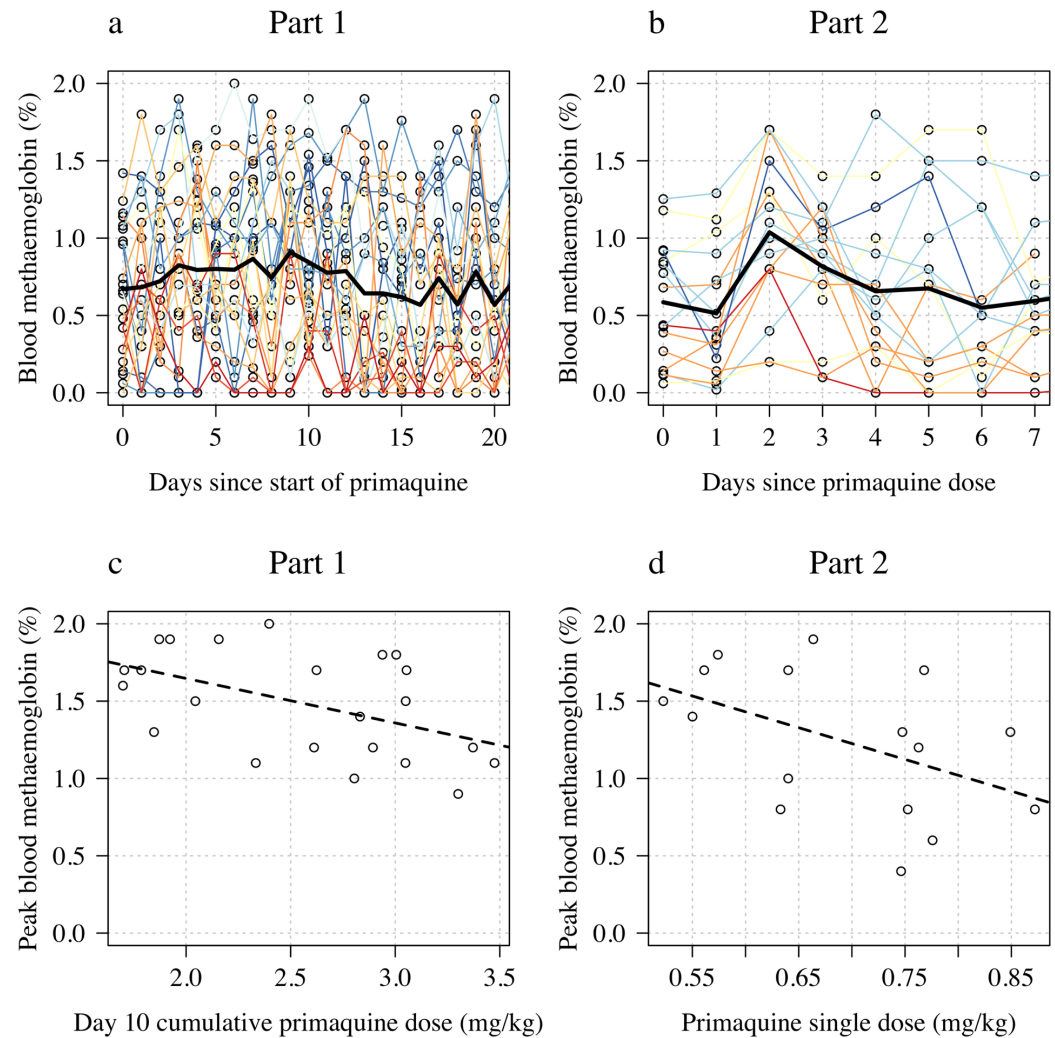 a Part 1
b Part 2
Blood methaemoglobin (%)
2.0
1.5
1.0
0.5
0.0
0 5 10 15 20
Days since start of primaquine
Blood methaemoglobin (%)
2.0
1.5
1.0
0.5
0.0
0 1 2 3 4 5 6 7
Days since primaquine dose
c Part 1
d Part 2
Peak blood methaemoglobin (%)
2.0
1.5
1.0
0.5
0.0
2.0 2.5 3.0 3.5
Day 10 cumulative primaquine dose (mg/kg)
Peak blood methaemoglobin (%)
2.0
1.5
1.0
0.5
0.0
0.55 0.65 0.75 0.85
Primaquine single dose (mg/kg)